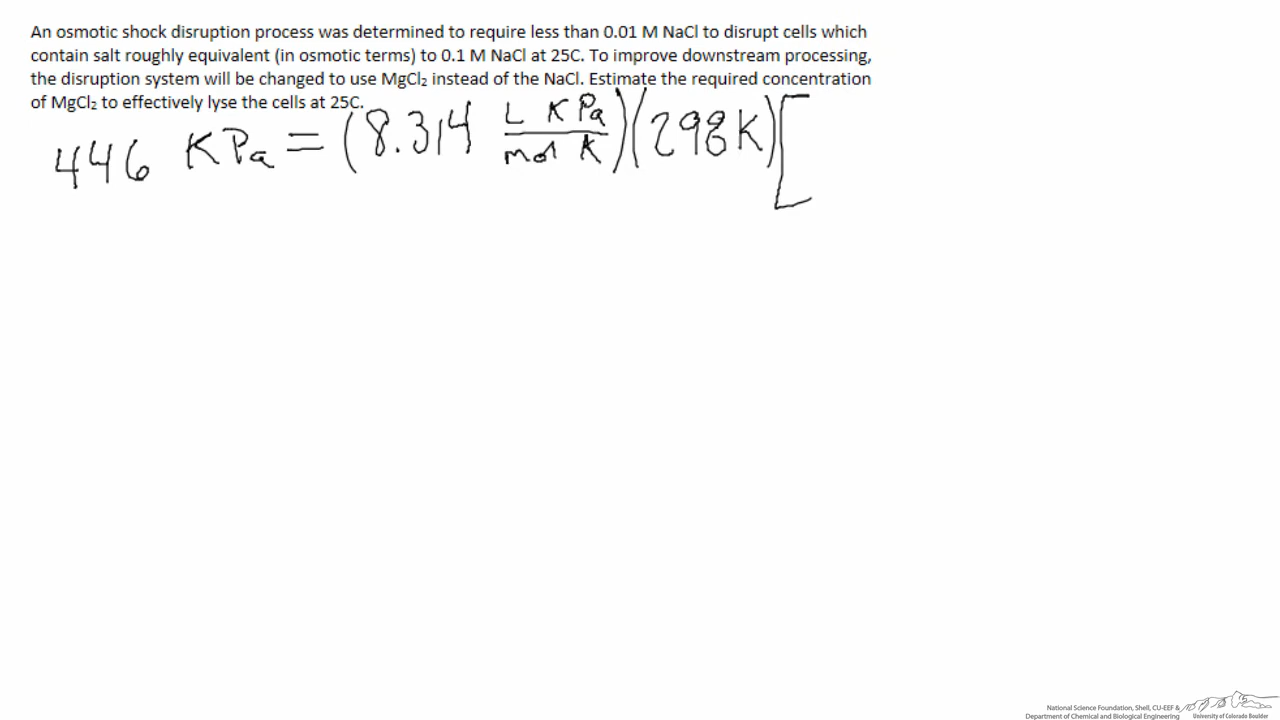 An osmotic shock disruption process was determined to require less than 0.01 M NaCl to disrupt cells which
contain salt roughly equivalent (in osmotic terms) to 0.1 M NaCl at 25C. To improve downstream processing,
the disruption system will be changed to use MgCl₂ instead of the NaCl. Estimate the required concentration
of MgCl₂ to effectively lyse the cells at 25C.
446 KPa = (8.314 L KPa / mol K)(298K)[
National Science Foundation, Shell, CU-EEF &
Department of Chemical and Biological Engineering
University of Colorado Boulder